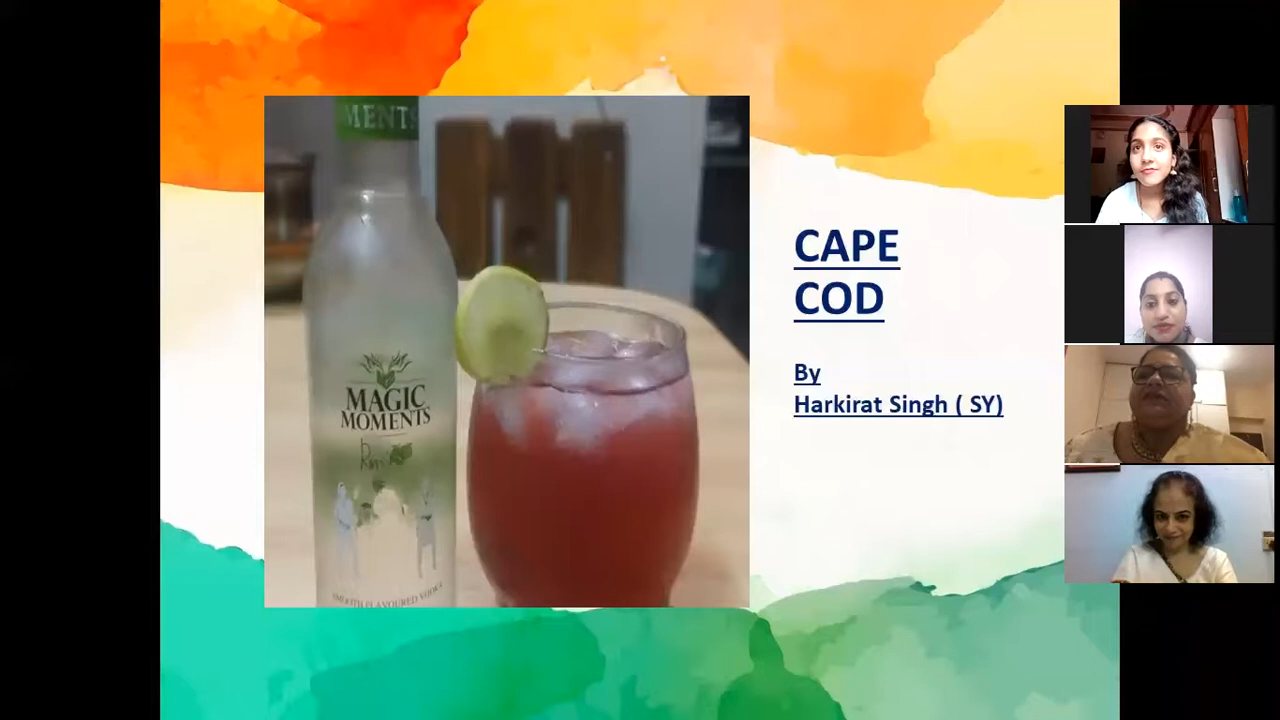 MENTS
MAGIC
MOMENTS
SMOOTH FLAVOURED VODKA
CAPE
COD
By
Harkirat Singh ( SY)